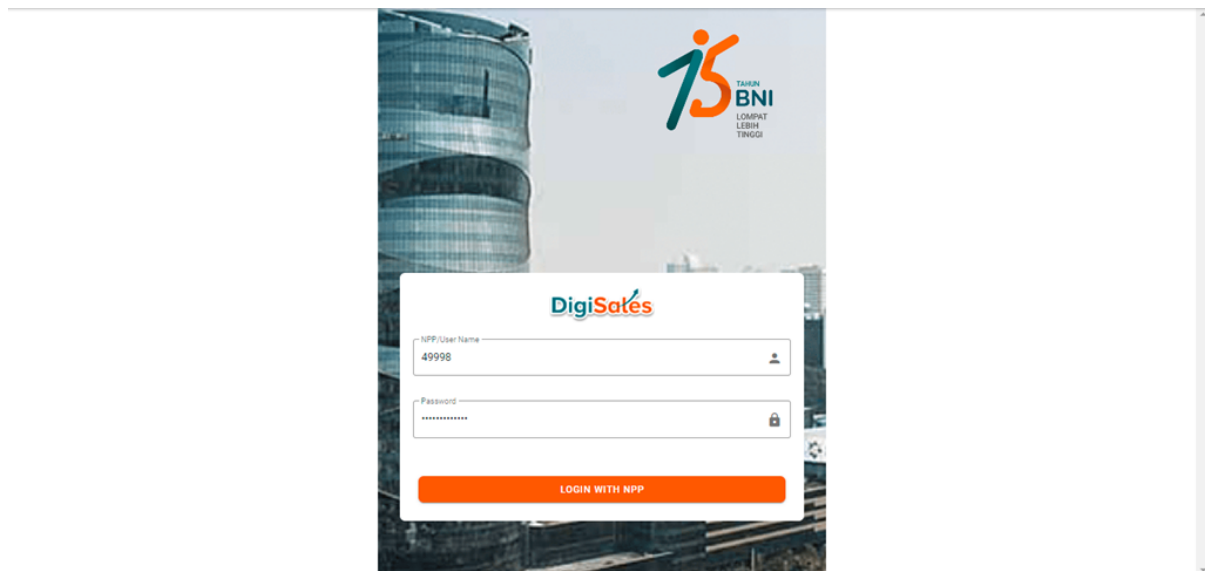 75
TAHUN
BNI
LOMPAT
LEBIH
TINGGI
DigiSales
NPP/User Name
49998
Password
•••••••••••••
LOGIN WITH NPP